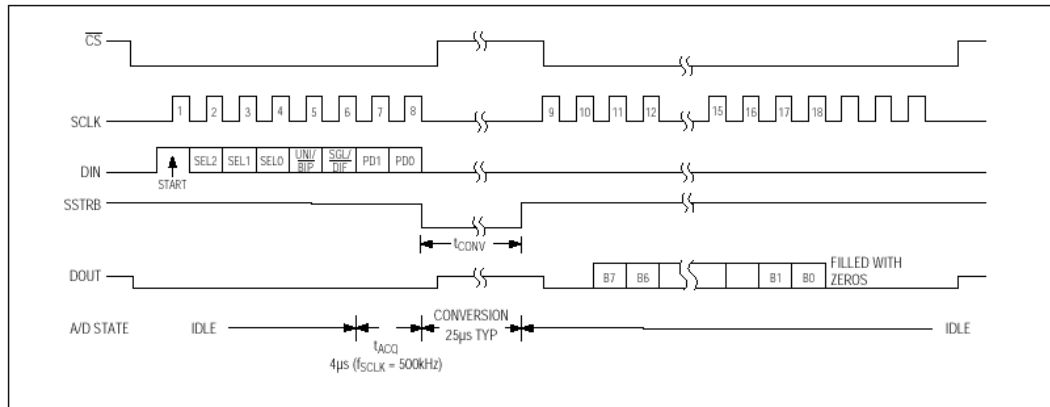 CS
SCLK
1 2 3 4 5 6 7 8 9 10 11 12 15 16 17 18
DIN
SEL2 SEL1 SEL0 UNI/BIP SGL/DIF PD1 PD0
START
SSTRB
tCONV
DOUT
B7 B6 B1 B0
FILLED WITH
ZEROS
A/D STATE IDLE
CONVERSION
25µs TYP
IDLE
tACQ
4µs (fSCLK = 500kHz)